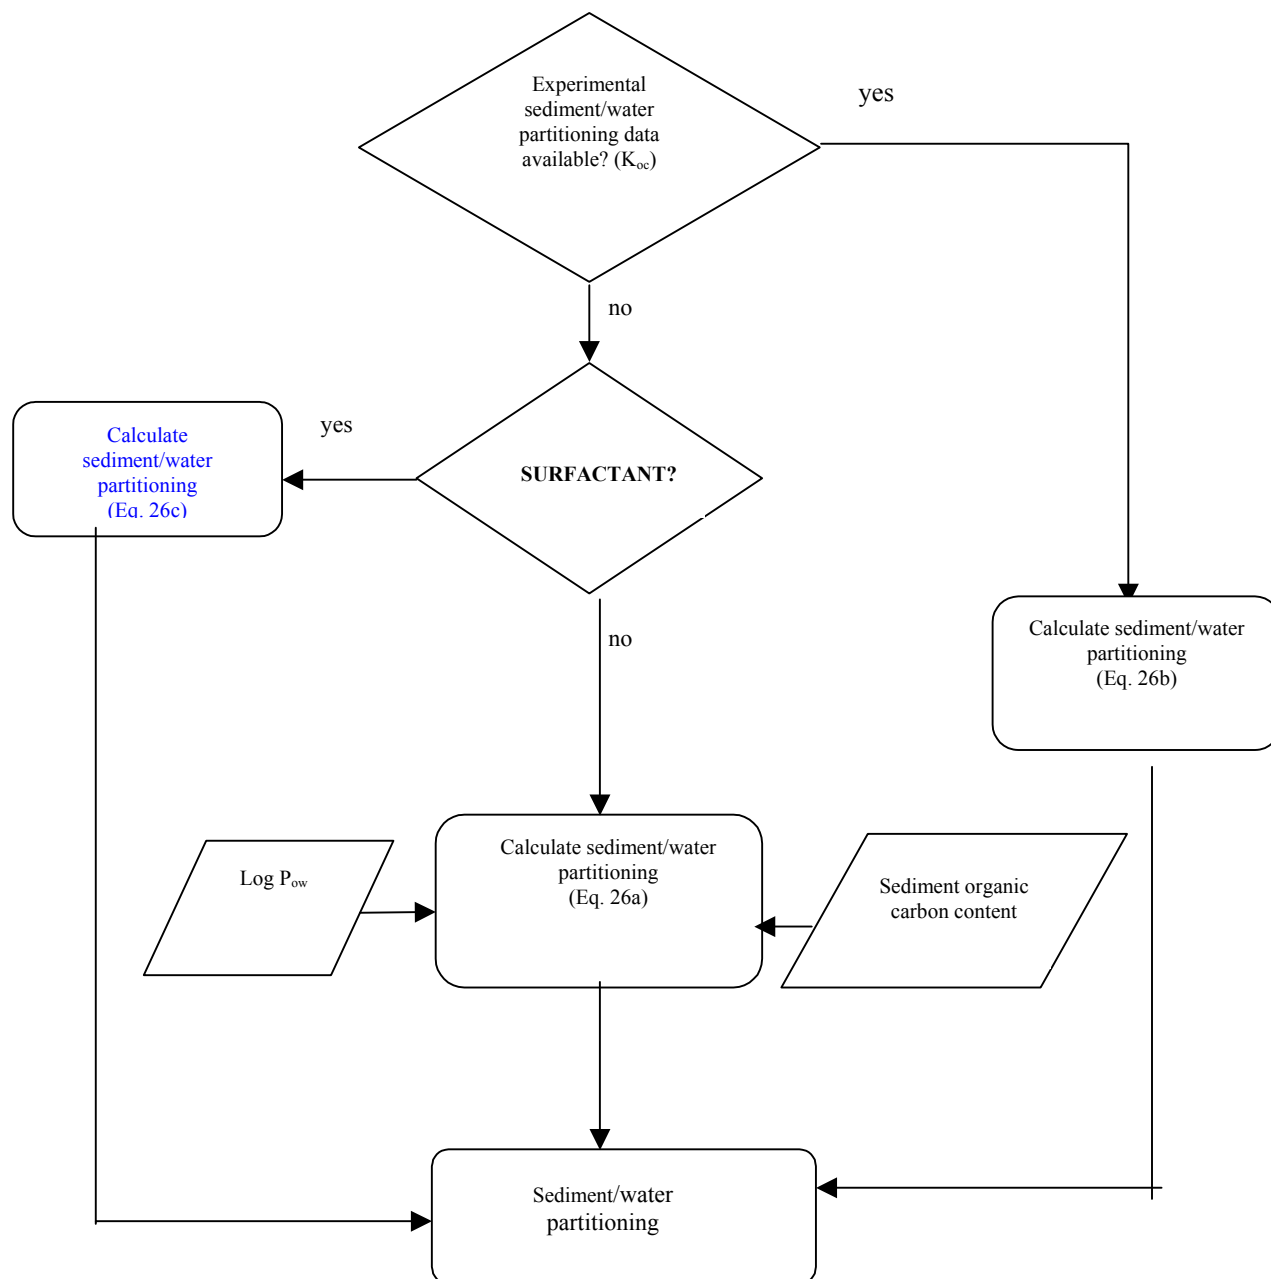 Experimental
sediment/water
partitioning data
available? (Koc)
yes
no
yes
Calculate
sediment/water
partitioning
(Eq. 26c)
SURFACTANT?
no
Calculate sediment/water
partitioning
(Eq. 26b)
Log Pow
Calculate sediment/water
partitioning
(Eq. 26a)
Sediment organic
carbon content
Sediment/water
partitioning